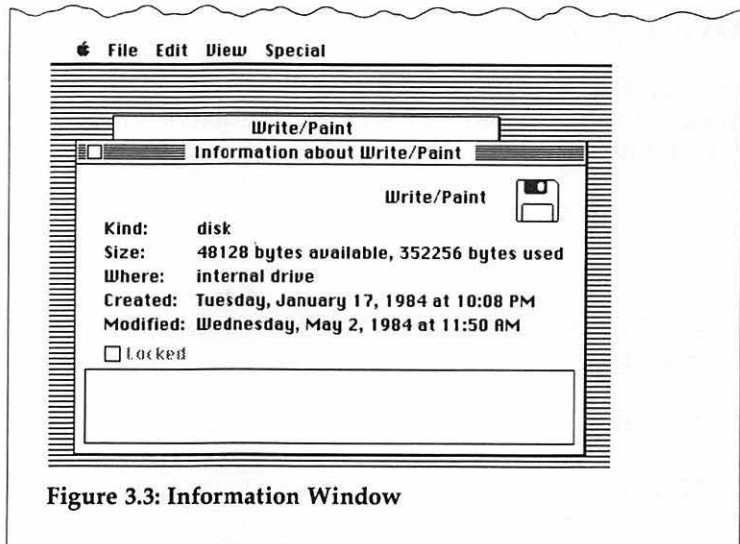 File Edit View Special
Write/Paint
Information about Write/Paint
Write/Paint
Kind: disk
Size: 48128 bytes available, 352256 bytes used
Where: internal drive
Created: Tuesday, January 17, 1984 at 10:08 PM
Modified: Wednesday, May 2, 1984 at 11:50 AM
Locked
Figure 3.3: Information Window